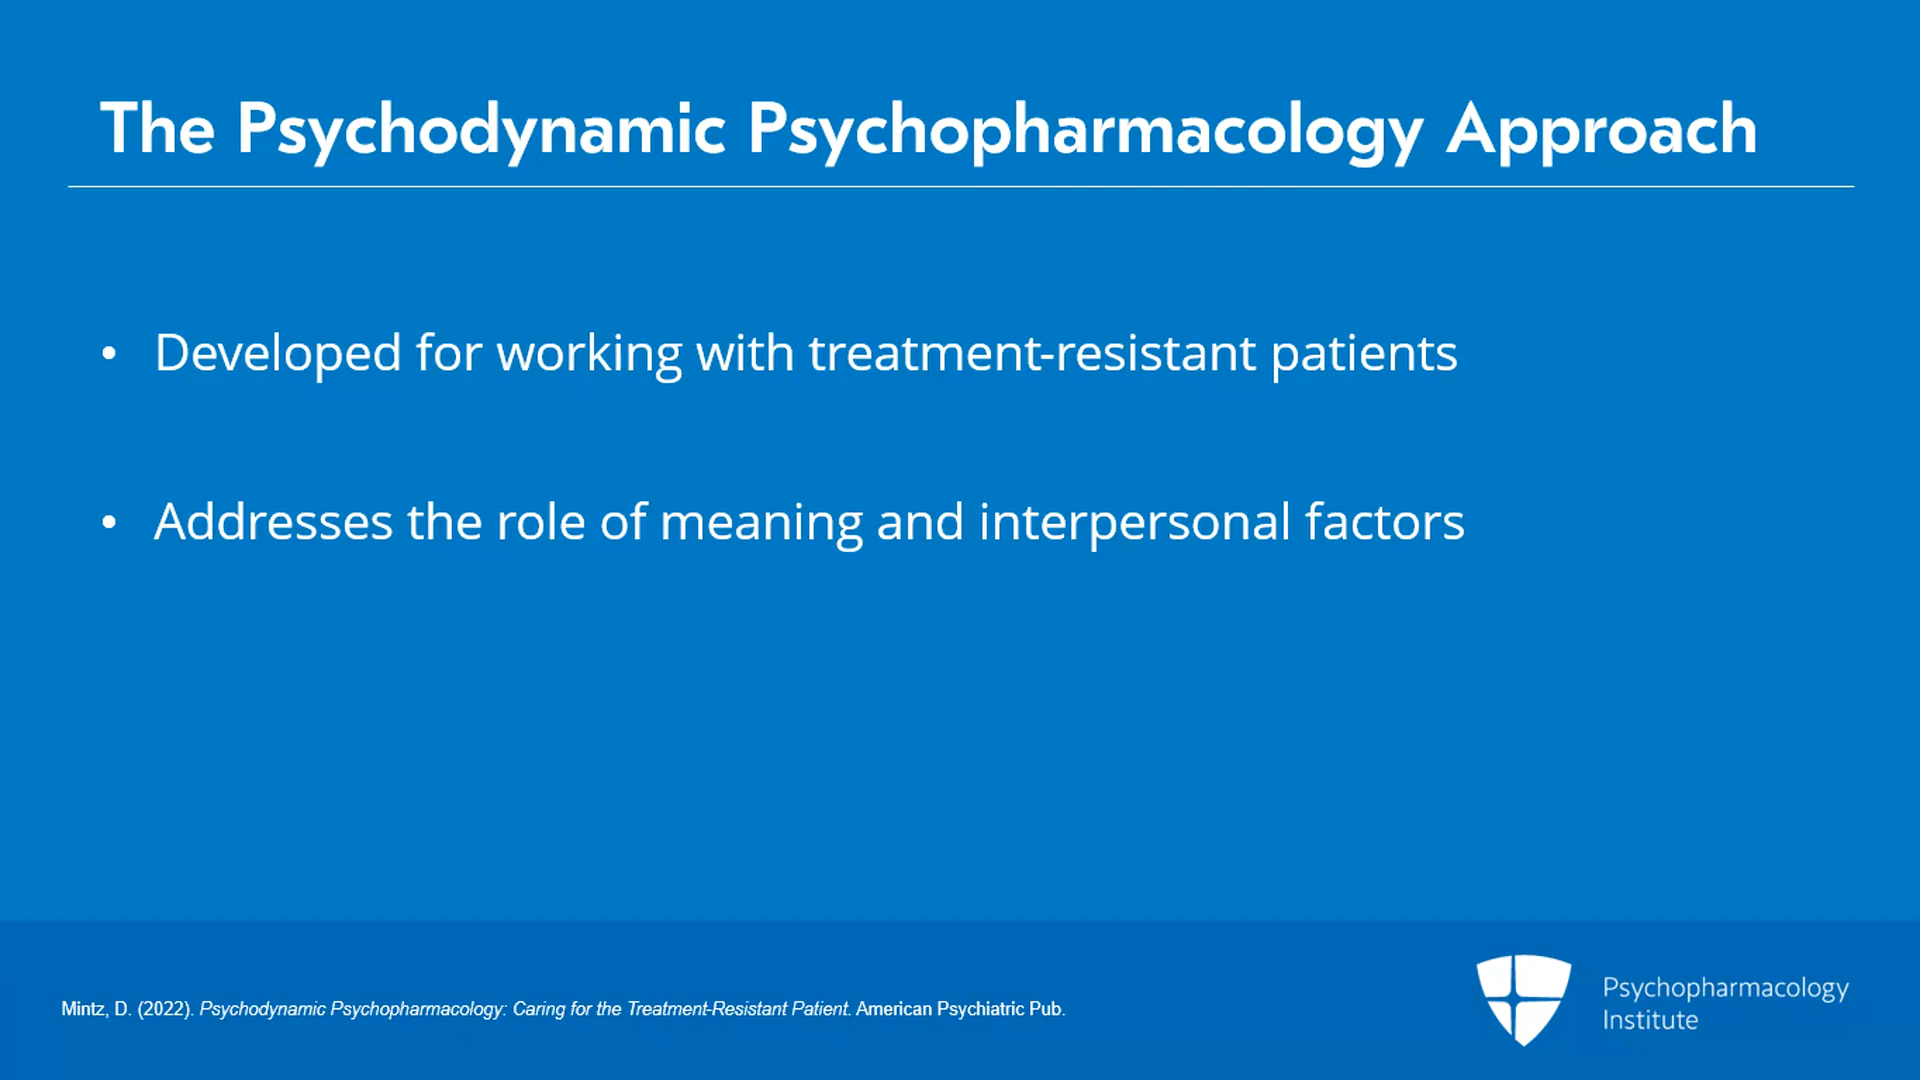 The Psychodynamic Psychopharmacology Approach
• Developed for working with treatment-resistant patients
• Addresses the role of meaning and interpersonal factors
Mintz, D. (2022). Psychodynamic Psychopharmacology: Caring for the Treatment-Resistant Patient. American Psychiatric Pub.
Psychopharmacology
Institute